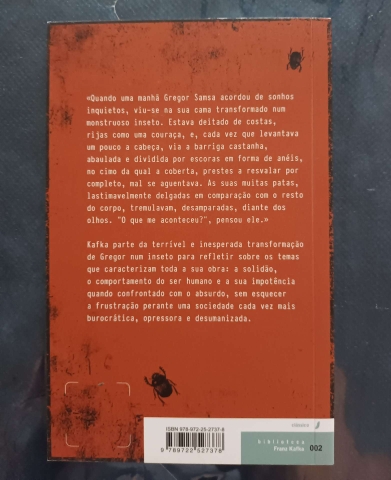 «Quando uma manhã Gregor Samsa acordou de sonhos
inquietos, viu-se na sua cama transformado num
monstruoso inseto. Estava deitado de costas,
rijas como uma couraça, e, cada vez que levantava
um pouco a cabeça, via a barriga castanha,
abaulada e dividida por escoras em forma de anéis,
no cimo da qual a coberta, prestes a resvalar por
completo, mal se aguentava. As suas muitas patas,
lastimavelmente delgadas em comparação com o resto
do corpo, tremulavam, desamparadas, diante dos
olhos. "O que me aconteceu?", pensou ele.»
Kafka parte da terrível e inesperada transformação
de Gregor num inseto para refletir sobre os temas
que caracterizam toda a sua obra: a solidão,
o comportamento do ser humano e a sua impotência
quando confrontado com o absurdo, sem esquecer
a frustração perante uma sociedade cada vez mais
burocrática, opressora e desumanizada.
ISBN 978-972-25-2737-8
9789722527378
biblioteca
Franz Kafka 002